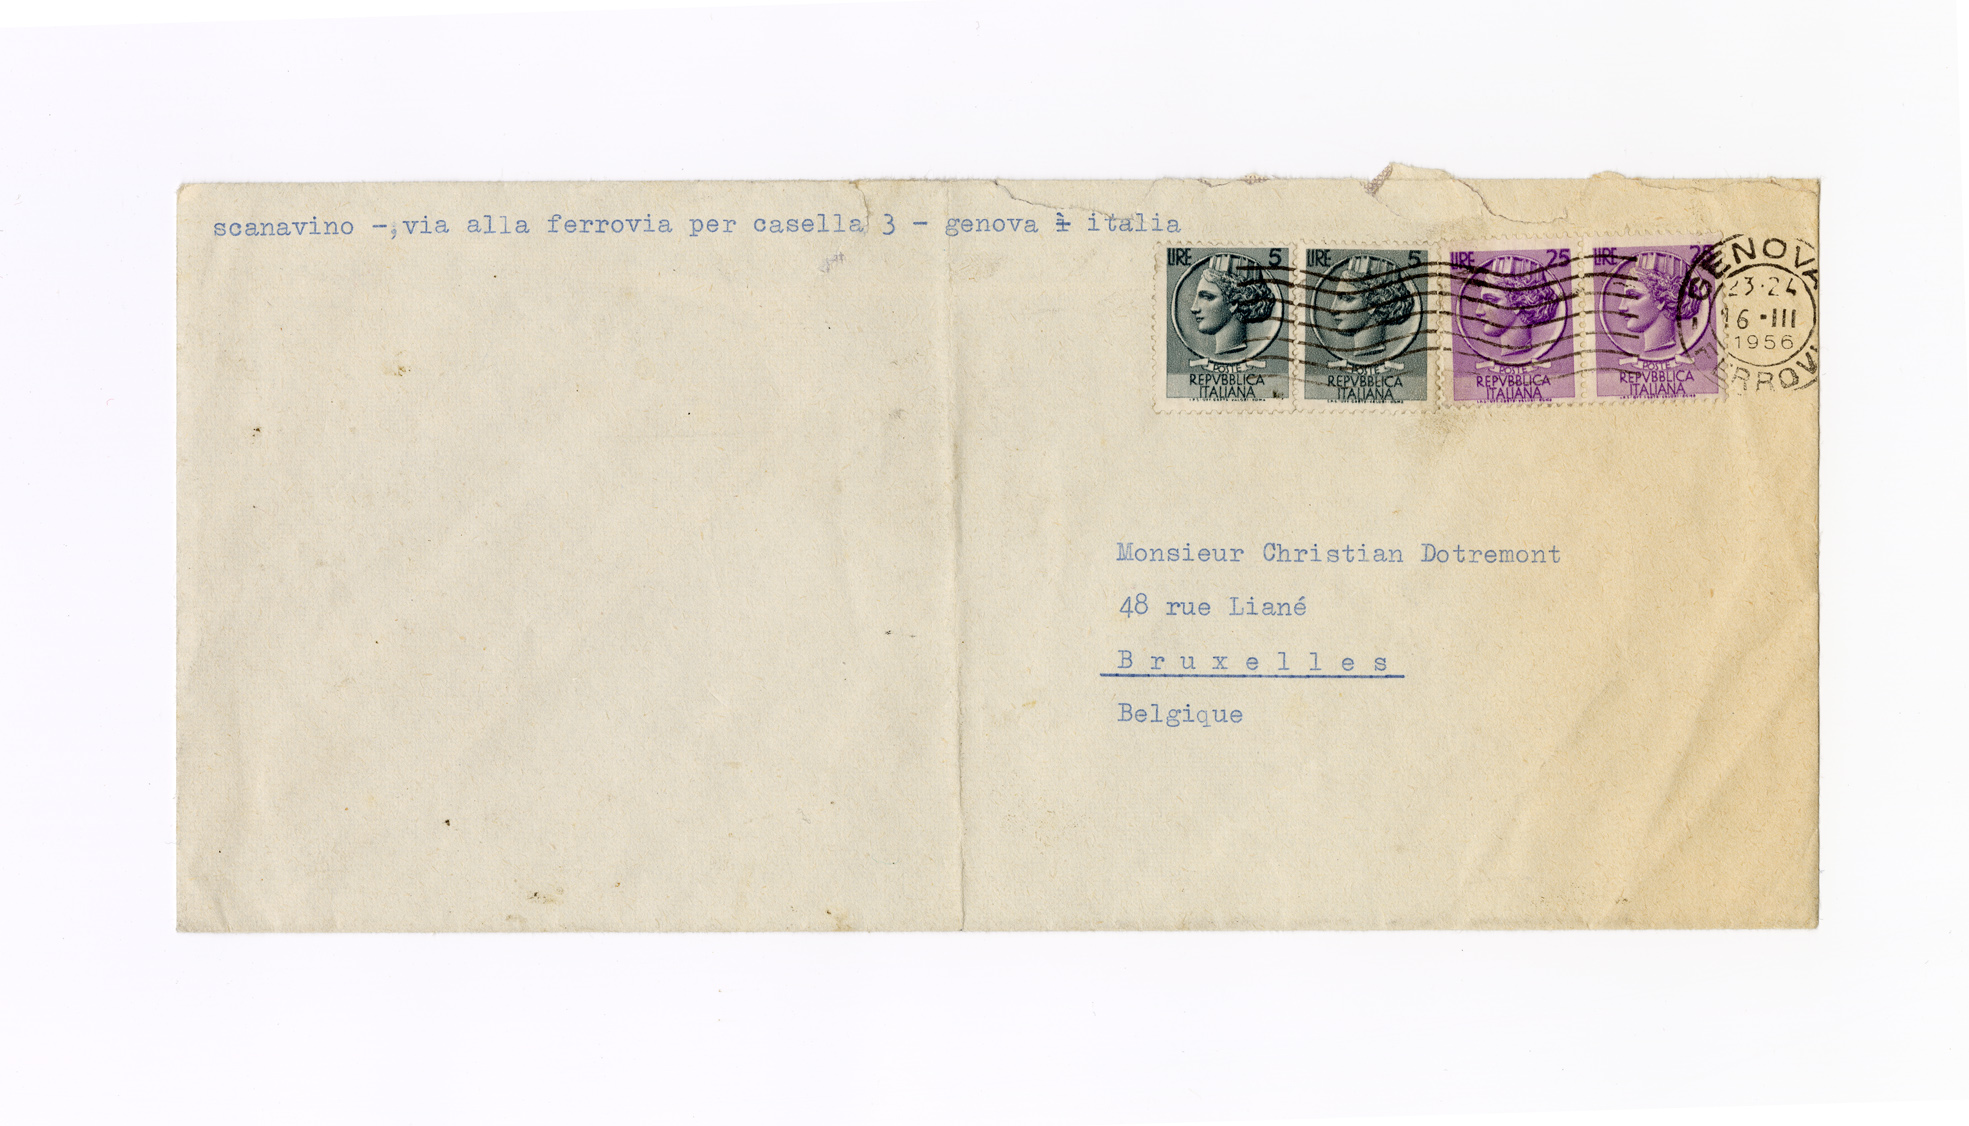 scanavino -,via alla ferrovia per casella 3 - genova italia
LIRE 5 LIRE 5 LIRE 25 LIRE 25
POSTE POSTE POSTE POSTE
REPVBBLICA REPVBBLICA REPVBBLICA REPVBBLICA
ITALIANA ITALIANA ITALIANA ITALIANA
GENOVA
23·24
16·III
1956
Monsieur Christian Dotremont
48 rue Liané
Bruxelles
Belgique